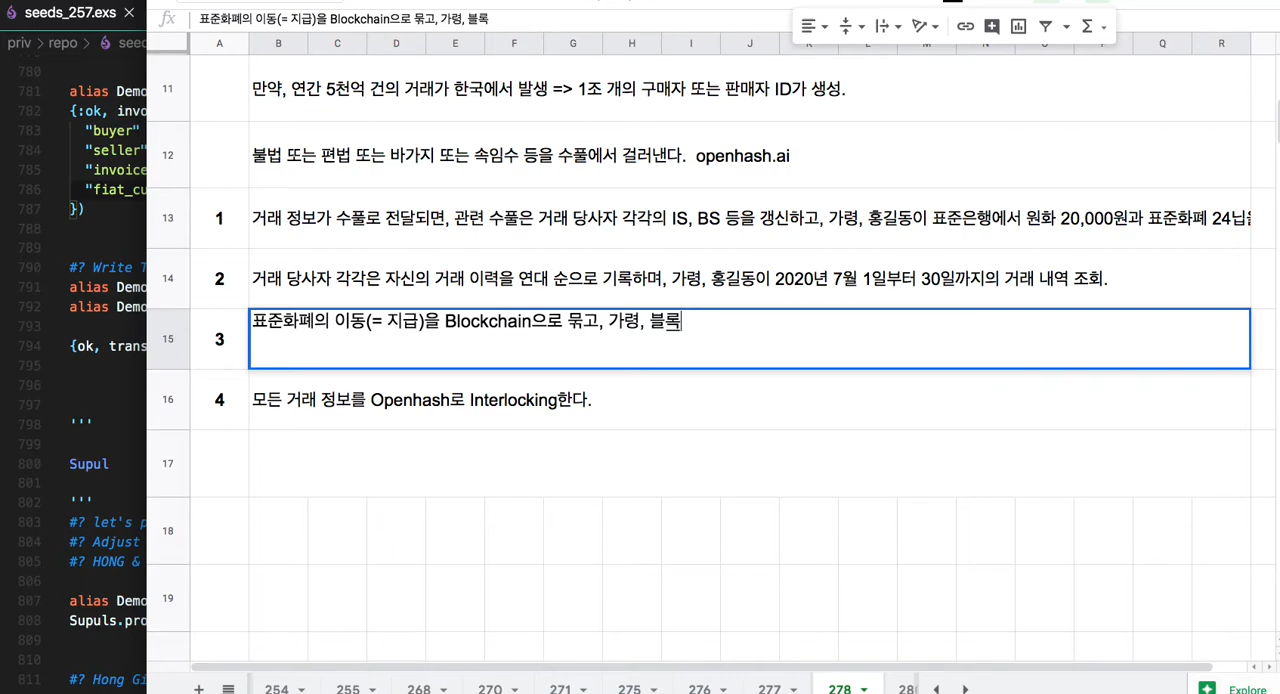 seeds_257.exs
표준화폐의 이동(= 지급)을 Blockchain으로 묶고, 가령, 블록
priv > repo >
A B C D E F G H I J Q R
780
781 alias Demo
782 {:ok, invo
783 "buyer"
784 "seller"
785 "invoice
786 "fiat_cu
787 })
788
789
790 #? Write T
791 alias Demo
792 alias Demo
793
794 {ok, trans
795
796
797
798 '''
799
800 Supul
801
802 '''
803 #? let's p
804 #? Adjust
805 #? HONG &
806
807 alias Demo
808 Supuls.pro
809
810
811 #? Hong Gi
11 만약, 연간 5천억 건의 거래가 한국에서 발생 => 1조 개의 구매자 또는 판매자 ID가 생성.
12 불법 또는 편법 또는 바가지 또는 속임수 등을 수풀에서 걸러낸다. openhash.ai
13 1 거래 정보가 수풀로 전달되면, 관련 수풀은 거래 당사자 각각의 IS, BS 등을 갱신하고, 가령, 홍길동이 표준은행에서 원화 20,000원과 표준화폐 24닙을
14 2 거래 당사자 각각은 자신의 거래 이력을 연대 순으로 기록하며, 가령, 홍길동이 2020년 7월 1일부터 30일까지의 거래 내역 조회.
15 3 표준화폐의 이동(= 지급)을 Blockchain으로 묶고, 가령, 블록
16 4 모든 거래 정보를 Openhash로 Interlocking한다.
17
18
19
254 255 268 270 271 275 276 277 278
Explore